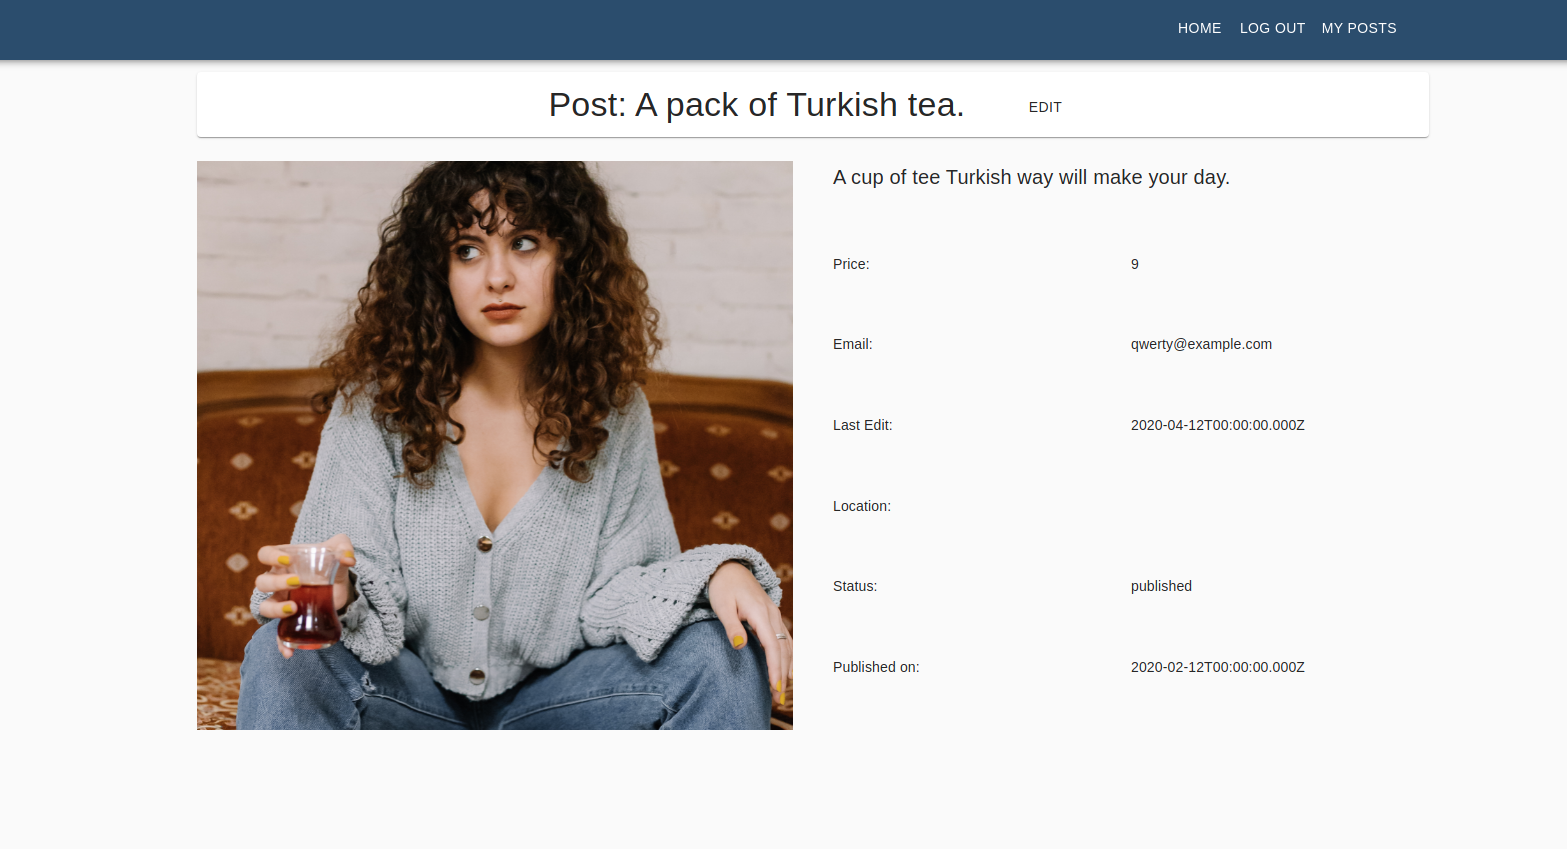 HOME LOG OUT MY POSTS
Post: A pack of Turkish tea. EDIT
A cup of tee Turkish way will make your day.
Price: 9
Email: qwerty@example.com
Last Edit: 2020-04-12T00:00:00.000Z
Location:
Status: published
Published on: 2020-02-12T00:00:00.000Z